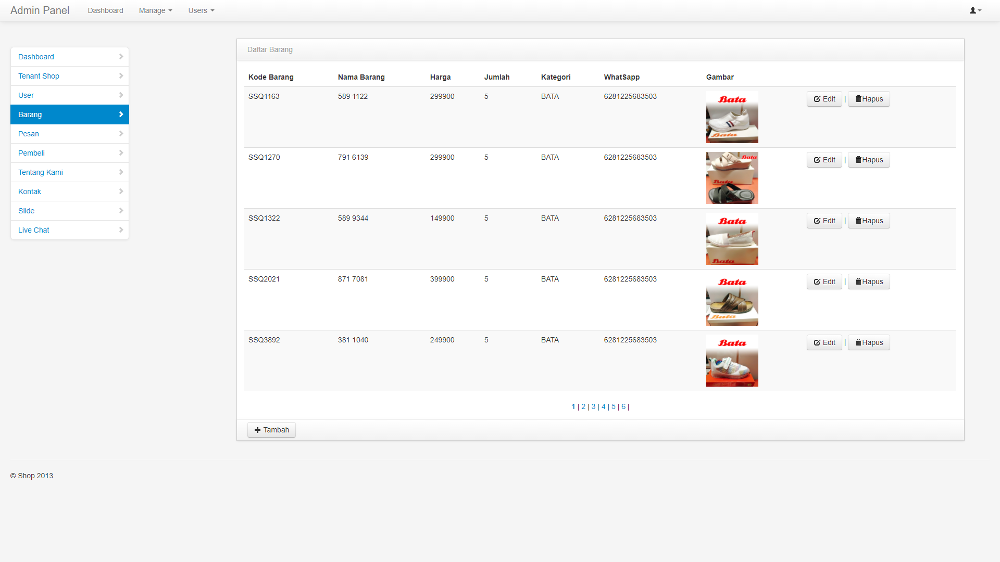 Admin Panel Dashboard Manage Users
Dashboard
Tenant Shop
User
Barang
Pesan
Pembeli
Tentang Kami
Kontak
Slide
Live Chat
Daftar Barang
Kode Barang Nama Barang Harga Jumlah Kategori WhatSapp Gambar
SSQ1163 589 1122 299900 5 BATA 6281225683503 Edit | Hapus
Bata
Bata
SSQ1270 791 6139 299900 5 BATA 6281225683503 Edit | Hapus
Bata
Bata
SSQ1322 589 9344 149900 5 BATA 6281225683503 Edit | Hapus
Bata
Bata
SSQ2021 871 7081 399900 5 BATA 6281225683503 Edit | Hapus
Bata
Bata
SSQ3892 381 1040 249900 5 BATA 6281225683503 Edit | Hapus
Bata
1 | 2 | 3 | 4 | 5 | 6 |
Tambah
© Shop 2013